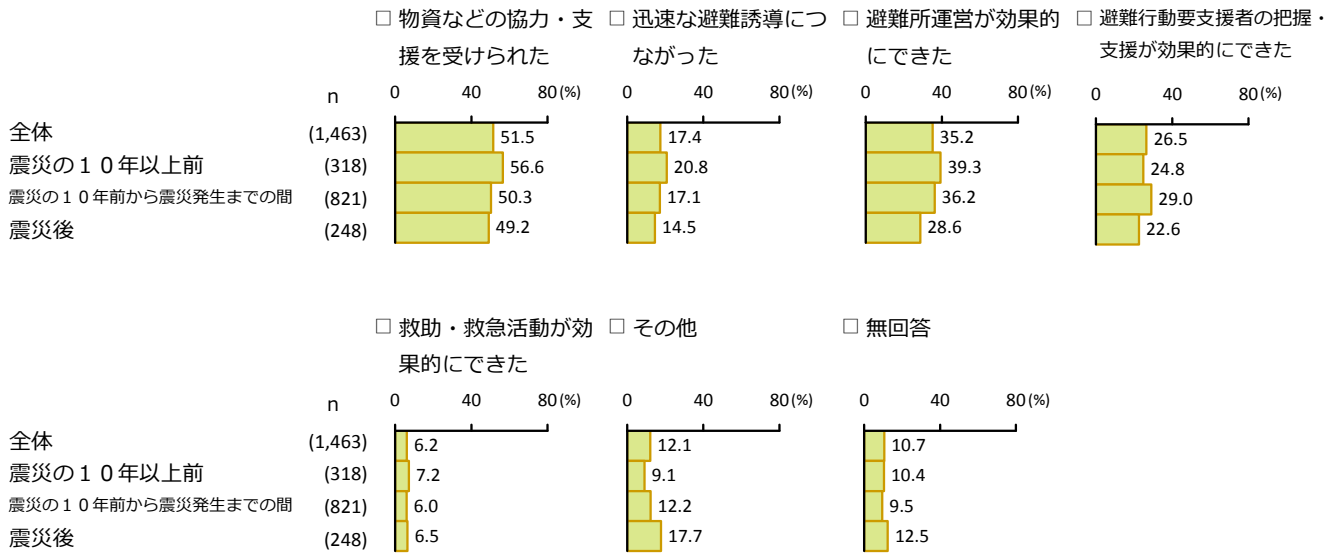 □ 物資などの協力・支 □ 迅速な避難誘導につ □ 避難所運営が効果的 □ 避難行動要支援者の把握・
援を受けられた ながった にできた 支援が効果的にできた
n 0 40 80(%) 0 40 80(%) 0 40 80(%) 0 40 80(%)
全体 (1,463) 51.5 17.4 35.2 26.5
震災の１０年以上前 (318) 56.6 20.8 39.3 24.8
震災の１０年前から震災発生までの間 (821) 50.3 17.1 36.2 29.0
震災後 (248) 49.2 14.5 28.6 22.6
□ 救助・救急活動が効 □ その他 □ 無回答
果的にできた
n 0 40 80(%) 0 40 80(%) 0 40 80(%)
全体 (1,463) 6.2 12.1 10.7
震災の１０年以上前 (318) 7.2 9.1 10.4
震災の１０年前から震災発生までの間 (821) 6.0 12.2 9.5
震災後 (248) 6.5 17.7 12.5